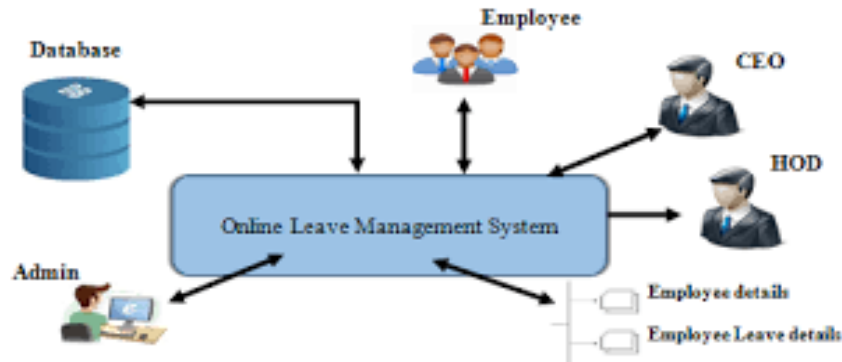 Employee
Database
CEO
HOD
Online Leave Management System
Admin
Employee details
Employee Leave details